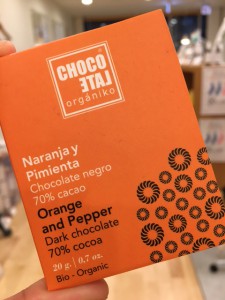 CHOCO
LATE
orgániko
Naranja y
Pimienta
Chocolate negro
70% cacao
Orange
and Pepper
Dark chocolate
70% cocoa
20 g. | 0,7 oz.
Bio - Organic